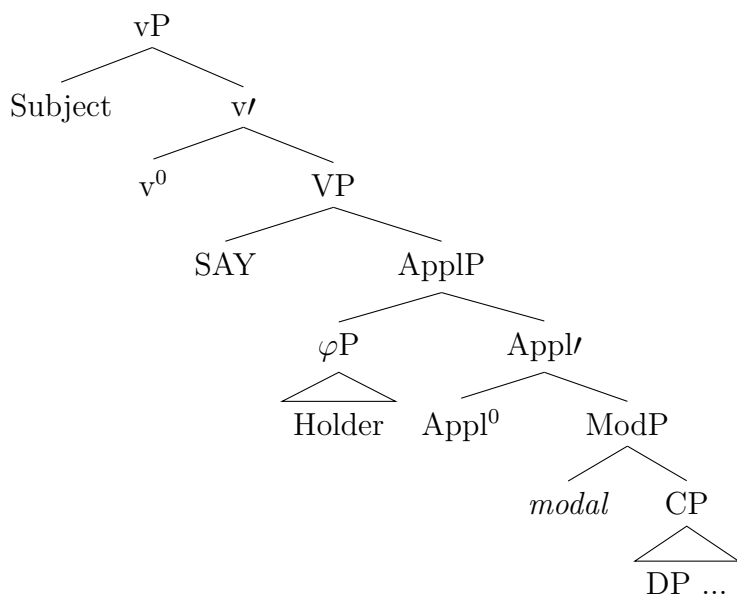 vP
Subject v′
v⁰ VP
SAY ApplP
φP Appl′
Holder Appl⁰ ModP
modal CP
DP ...